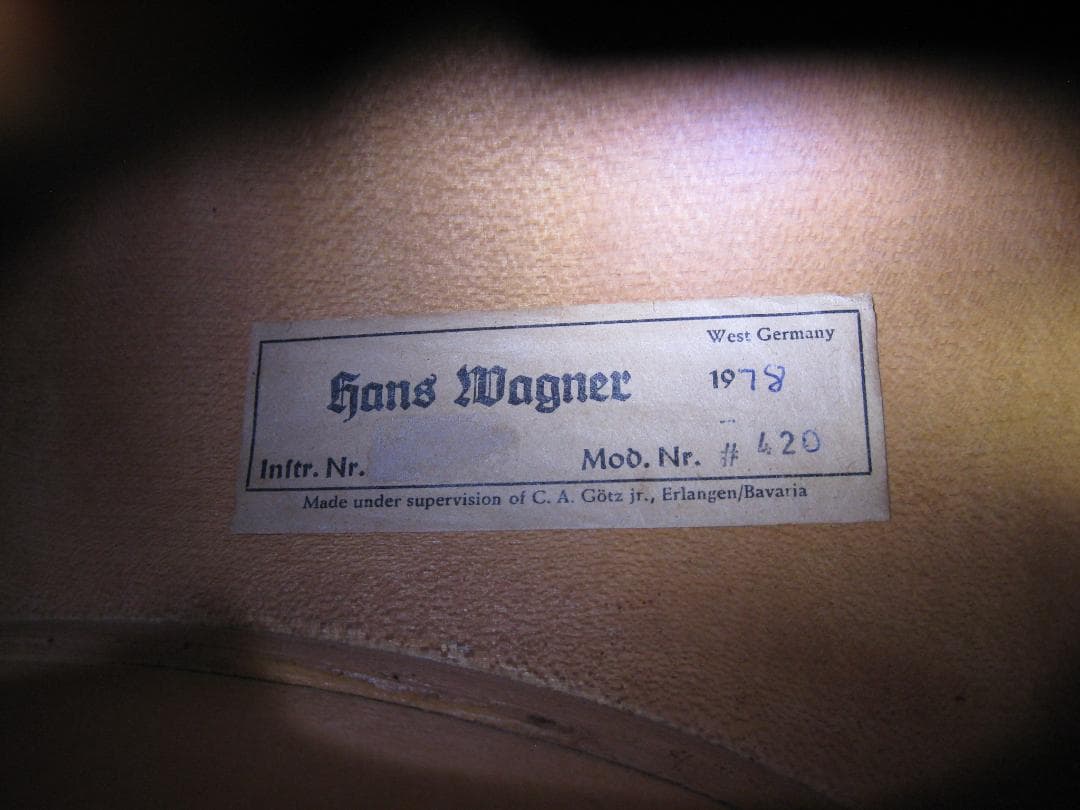 West Germany
Hans Wagner 1978
Inſtr. Nr. Mod. Nr. # 420
Made under supervision of C. A. Götz jr., Erlangen/Bavaria